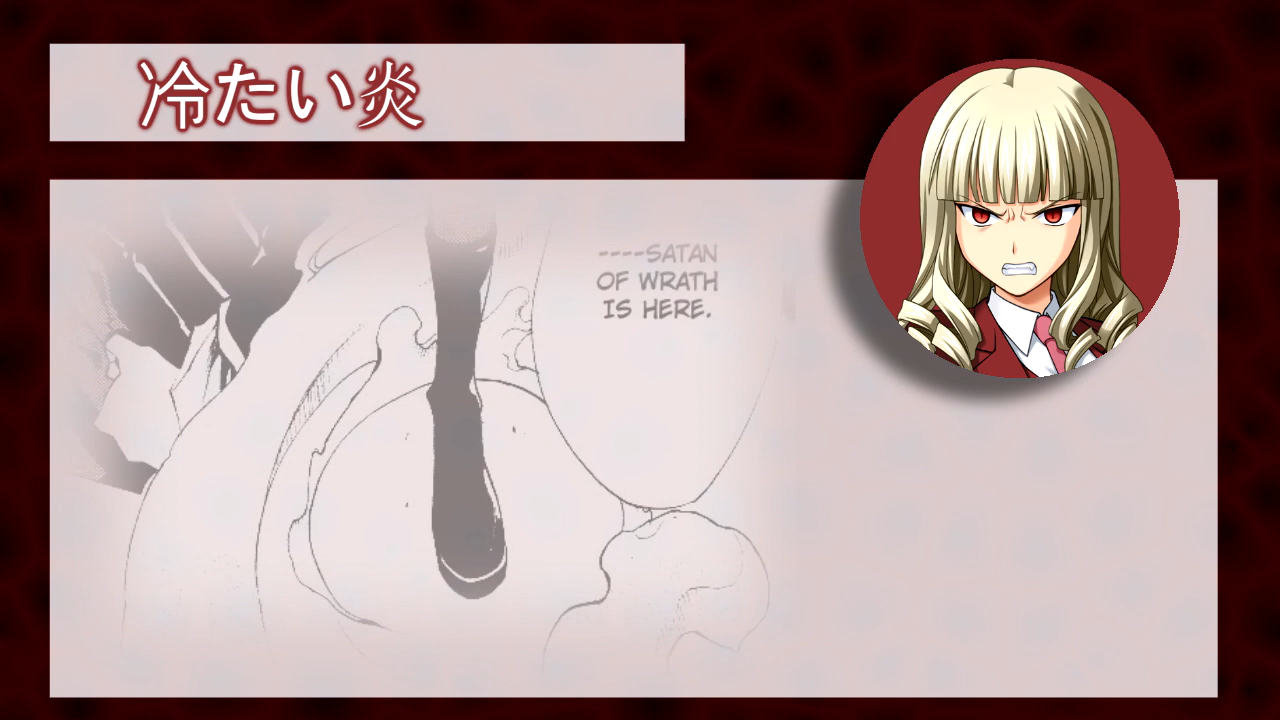 冷たい炎
----SATAN
OF WRATH
IS HERE.